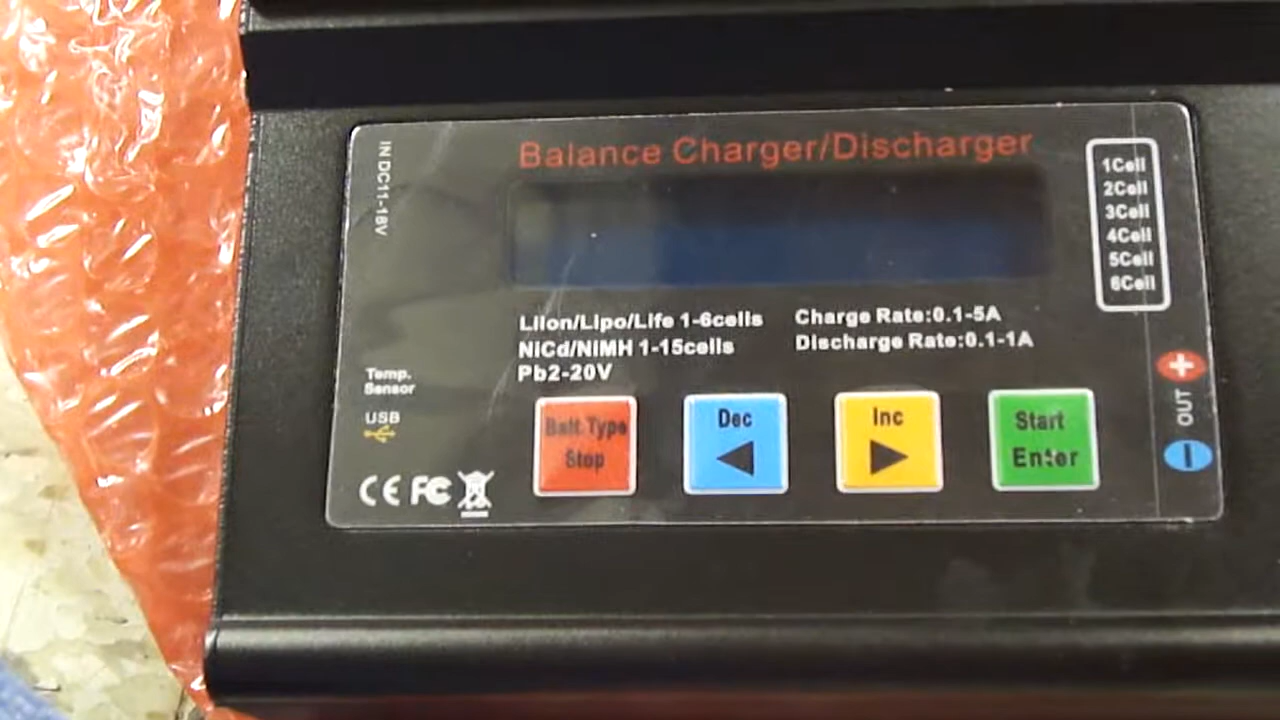 Balance Charger/Discharger
IN DC11-18V
1Cell
2Cell
3Cell
4Cell
5Cell
6Cell
LiIon/Lipo/Life 1-6cells
NiCd/NiMH 1-15cells
Pb2-20V
Charge Rate:0.1-5A
Discharge Rate:0.1-1A
Temp.
Sensor
USB
CE FC
Batt.Type
Stop
Dec
Inc
Start
Enter
+
OUT